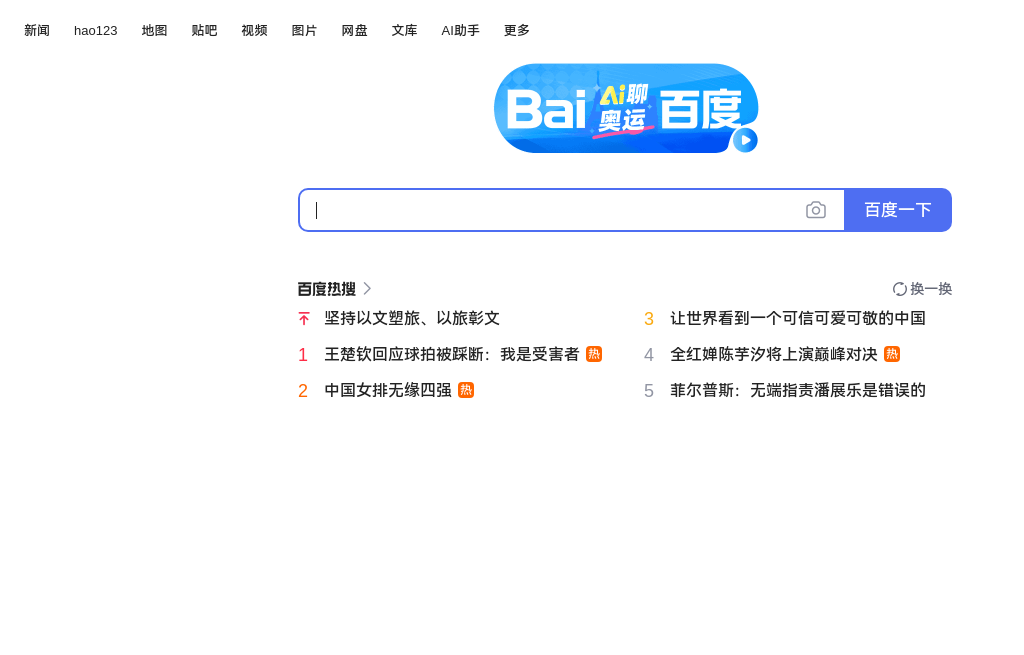 新闻 hao123 地图 贴吧 视频 图片 网盘 文库 AI助手 更多
Bai Ai聊奥运 百度
百度一下
百度热搜 换一换
坚持以文塑旅、以旅彰文
1 王楚钦回应球拍被踩断：我是受害者 热
2 中国女排无缘四强 热
3 让世界看到一个可信可爱可敬的中国
4 全红婵陈芋汐将上演巅峰对决 热
5 菲尔普斯：无端指责潘展乐是错误的